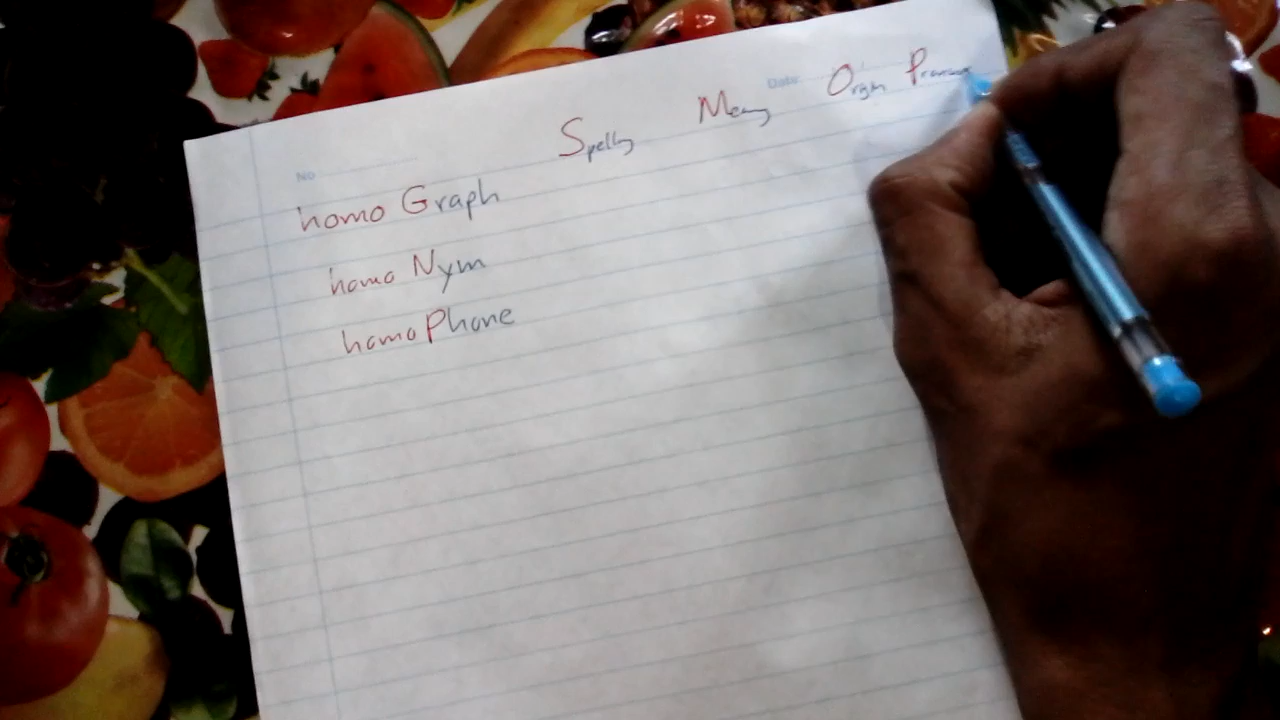 Date:
Spelling Meaning Origin
No
homo Graph
homo Nym
homo Phone